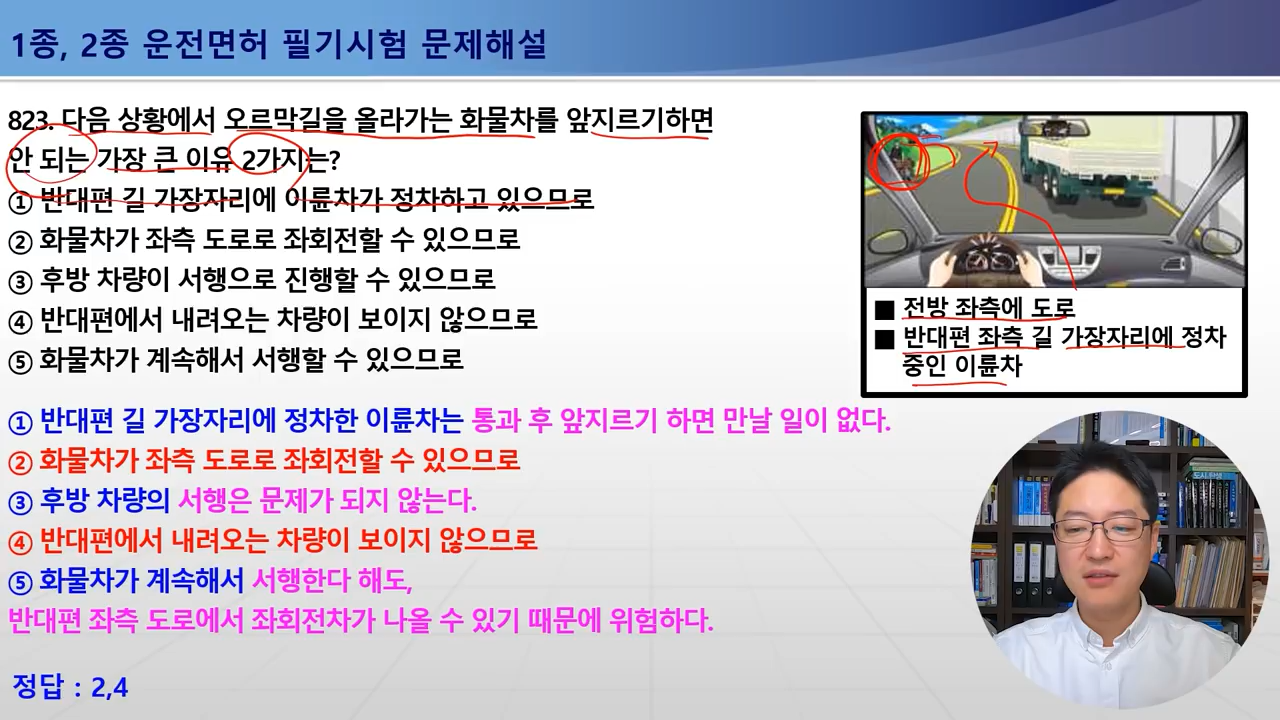 1종, 2종 운전면허 필기시험 문제해설
823. 다음 상황에서 오르막길을 올라가는 화물차를 앞지르기하면
안 되는 가장 큰 이유 2가지는?
① 반대편 길 가장자리에 이륜차가 정차하고 있으므로
② 화물차가 좌측 도로로 좌회전할 수 있으므로
③ 후방 차량이 서행으로 진행할 수 있으므로
④ 반대편에서 내려오는 차량이 보이지 않으므로
⑤ 화물차가 계속해서 서행할 수 있으므로
■ 전방 좌측에 도로
■ 반대편 좌측 길 가장자리에 정차
중인 이륜차
① 반대편 길 가장자리에 정차한 이륜차는 통과 후 앞지르기 하면 만날 일이 없다.
② 화물차가 좌측 도로로 좌회전할 수 있으므로
③ 후방 차량의 서행은 문제가 되지 않는다.
④ 반대편에서 내려오는 차량이 보이지 않으므로
⑤ 화물차가 계속해서 서행한다 해도,
반대편 좌측 도로에서 좌회전차가 나올 수 있기 때문에 위험하다.
정답 : 2,4